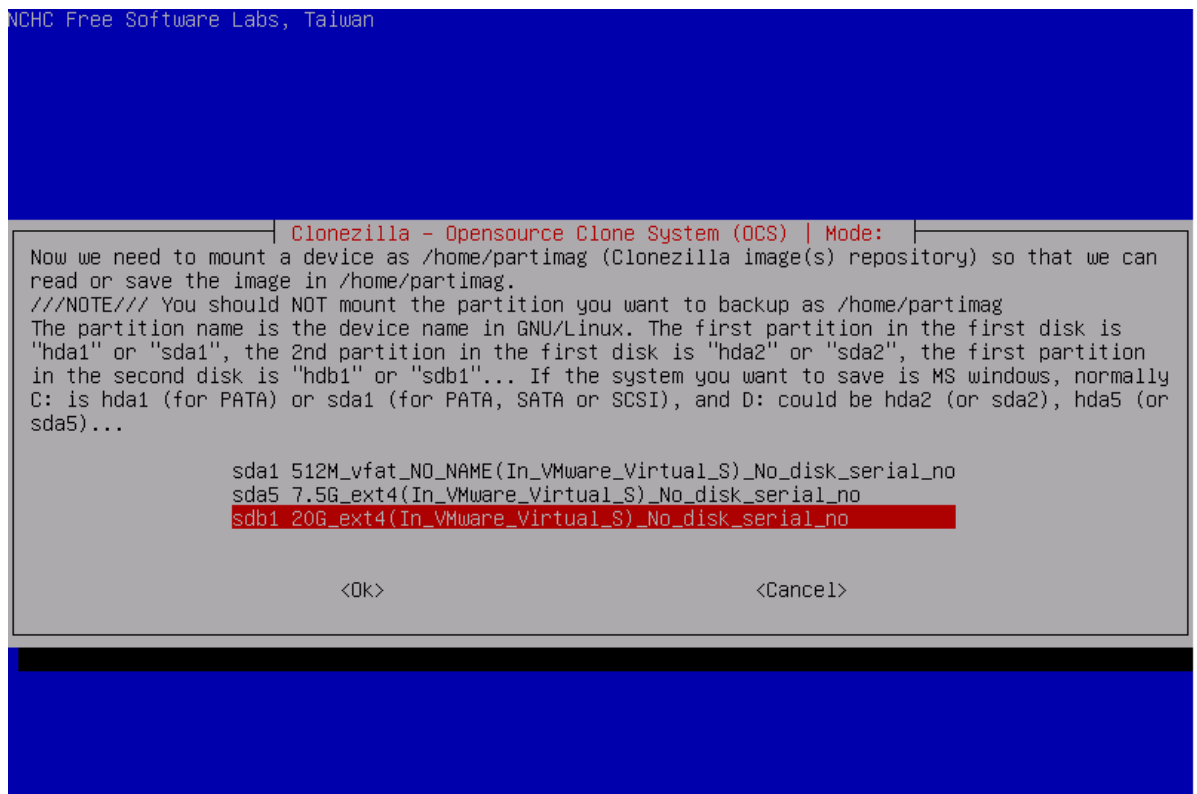 NCHC Free Software Labs, Taiwan
Clonezilla - Opensource Clone System (OCS) | Mode:
Now we need to mount a device as /home/partimag (Clonezilla image(s) repository) so that we can
read or save the image in /home/partimag.
///NOTE/// You should NOT mount the partition you want to backup as /home/partimag
The partition name is the device name in GNU/Linux. The first partition in the first disk is
"hda1" or "sda1", the 2nd partition in the first disk is "hda2" or "sda2", the first partition
in the second disk is "hdb1" or "sdb1"... If the system you want to save is MS windows, normally
C: is hda1 (for PATA) or sda1 (for PATA, SATA or SCSI), and D: could be hda2 (or sda2), hda5 (or
sda5)...
sda1 512M_vfat_NO_NAME(In_VMware_Virtual_S)_No_disk_serial_no
sda5 7.5G_ext4(In_VMware_Virtual_S)_No_disk_serial_no
sdb1 20G_ext4(In_VMware_Virtual_S)_No_disk_serial_no
<Ok> <Cancel>